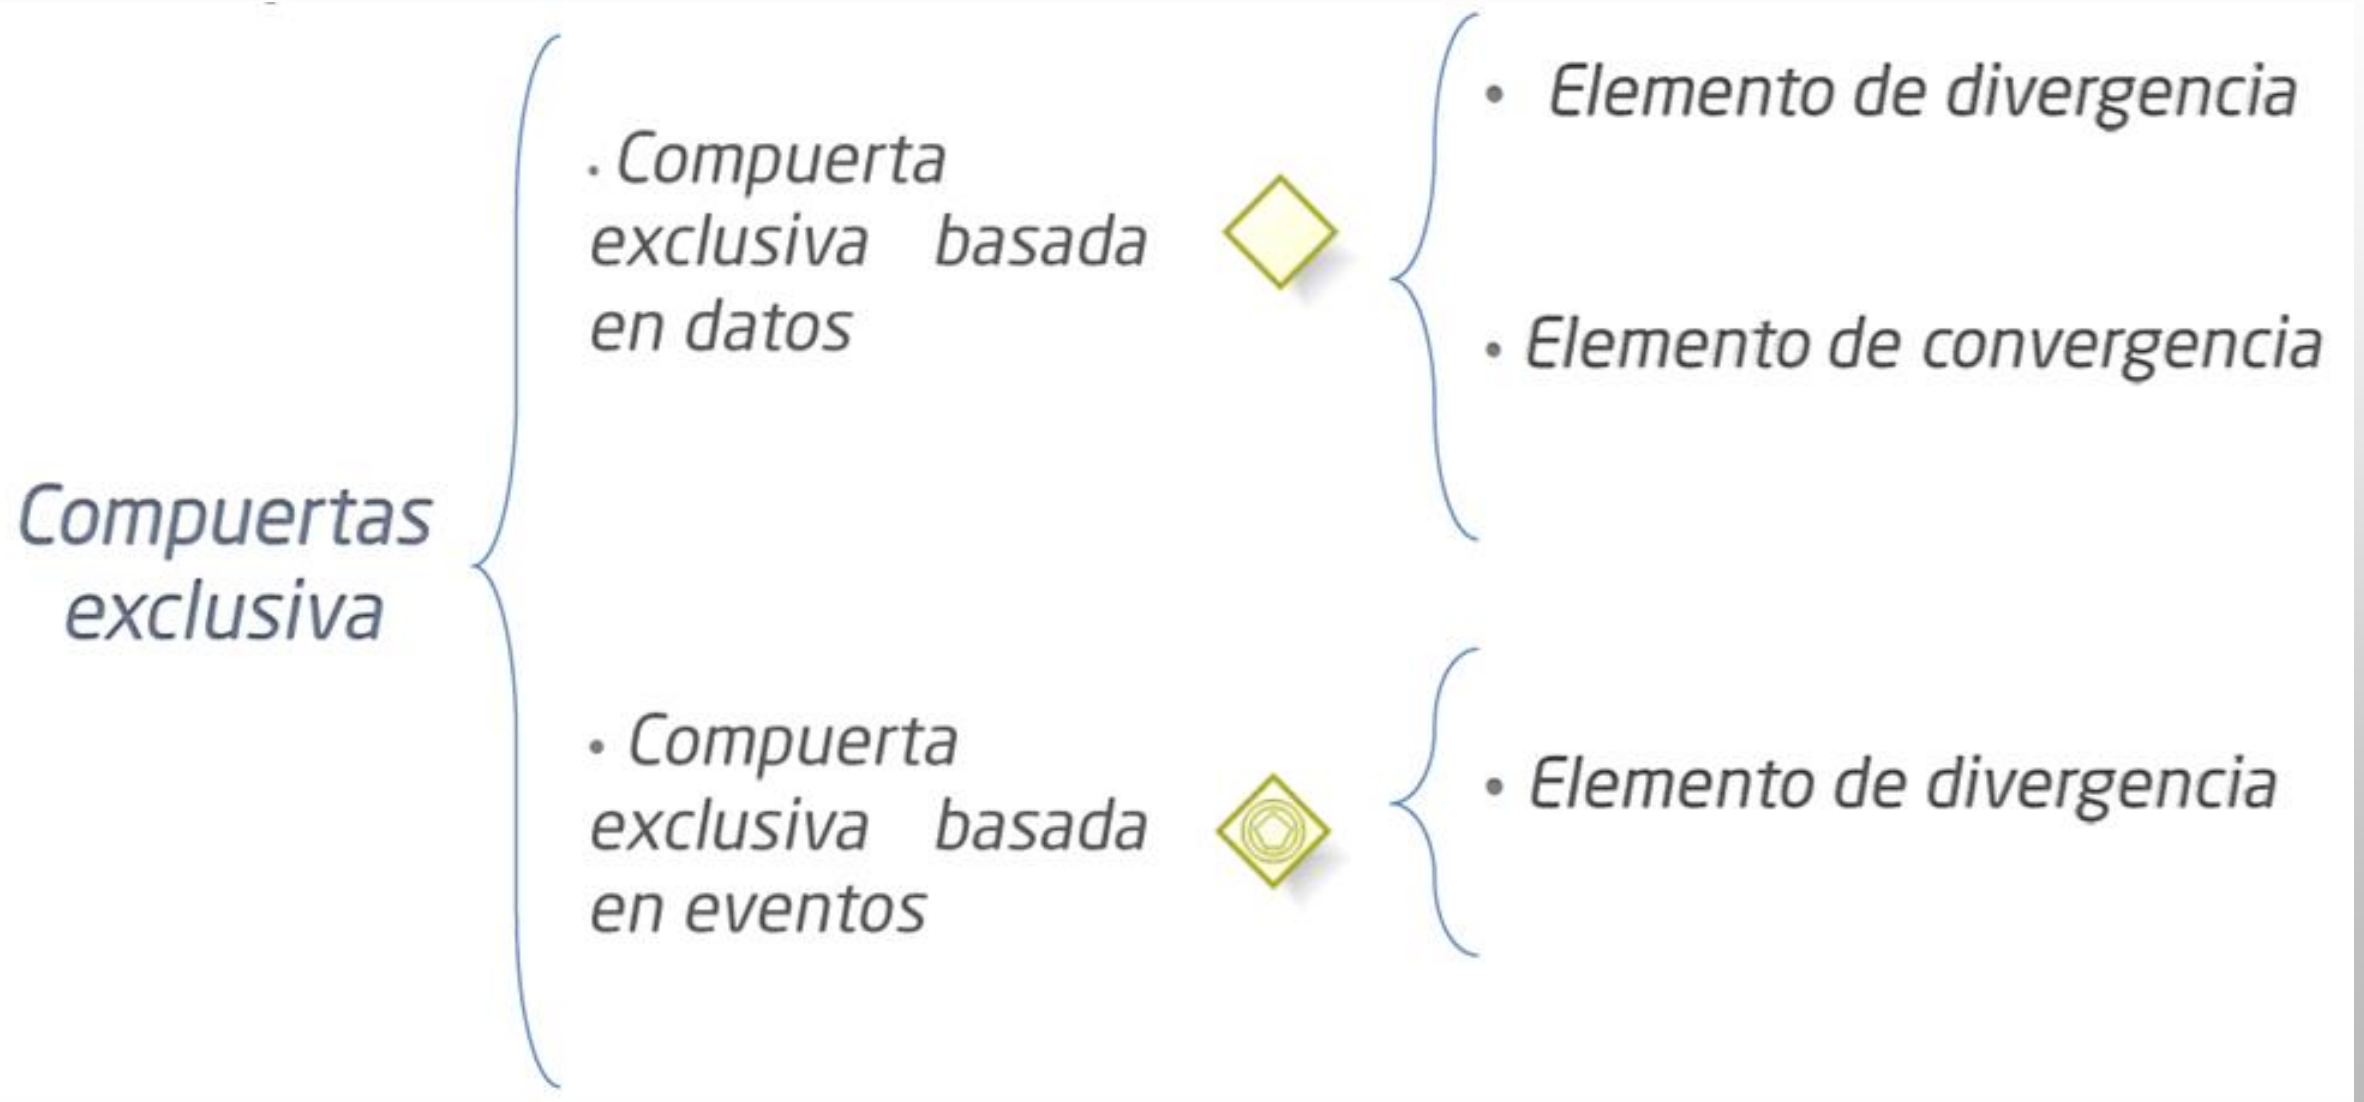 Compuertas
exclusiva
· Compuerta
exclusiva basada
en datos
• Elemento de divergencia
• Elemento de convergencia
• Compuerta
exclusiva basada
en eventos
• Elemento de divergencia